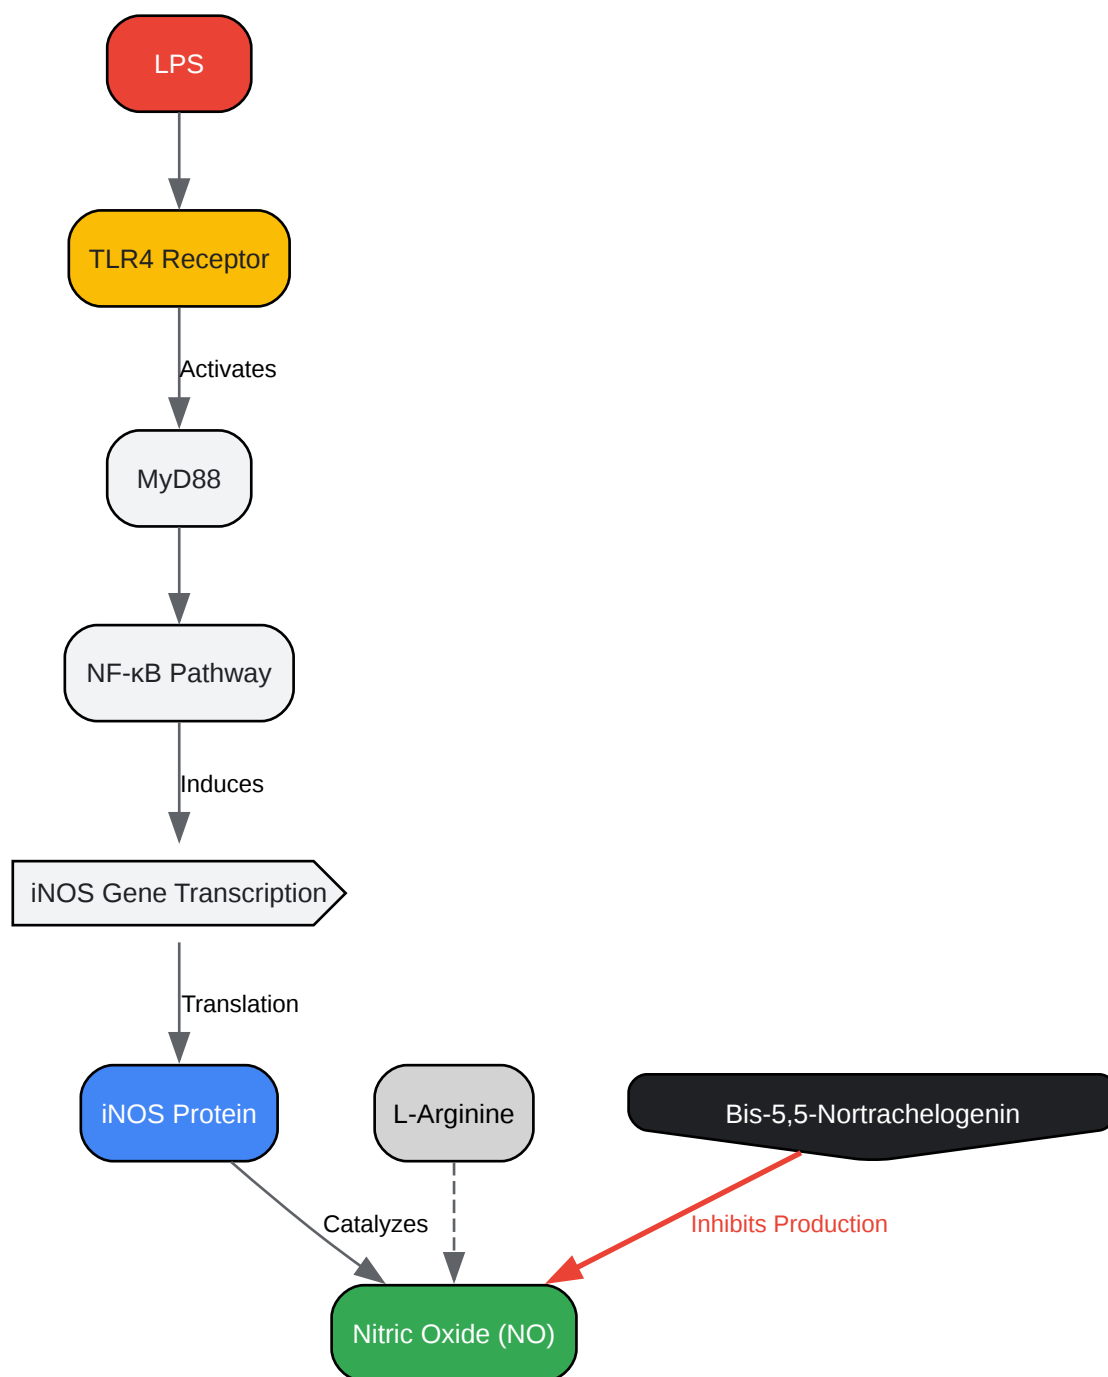 LPS
TLR4 Receptor
Activates
MyD88
NF-κB Pathway
Induces
iNOS Gene Transcription
Translation
iNOS Protein
L-Arginine
Bis-5,5-Nortrachelogenin
Catalyzes
Inhibits Production
Nitric Oxide (NO)